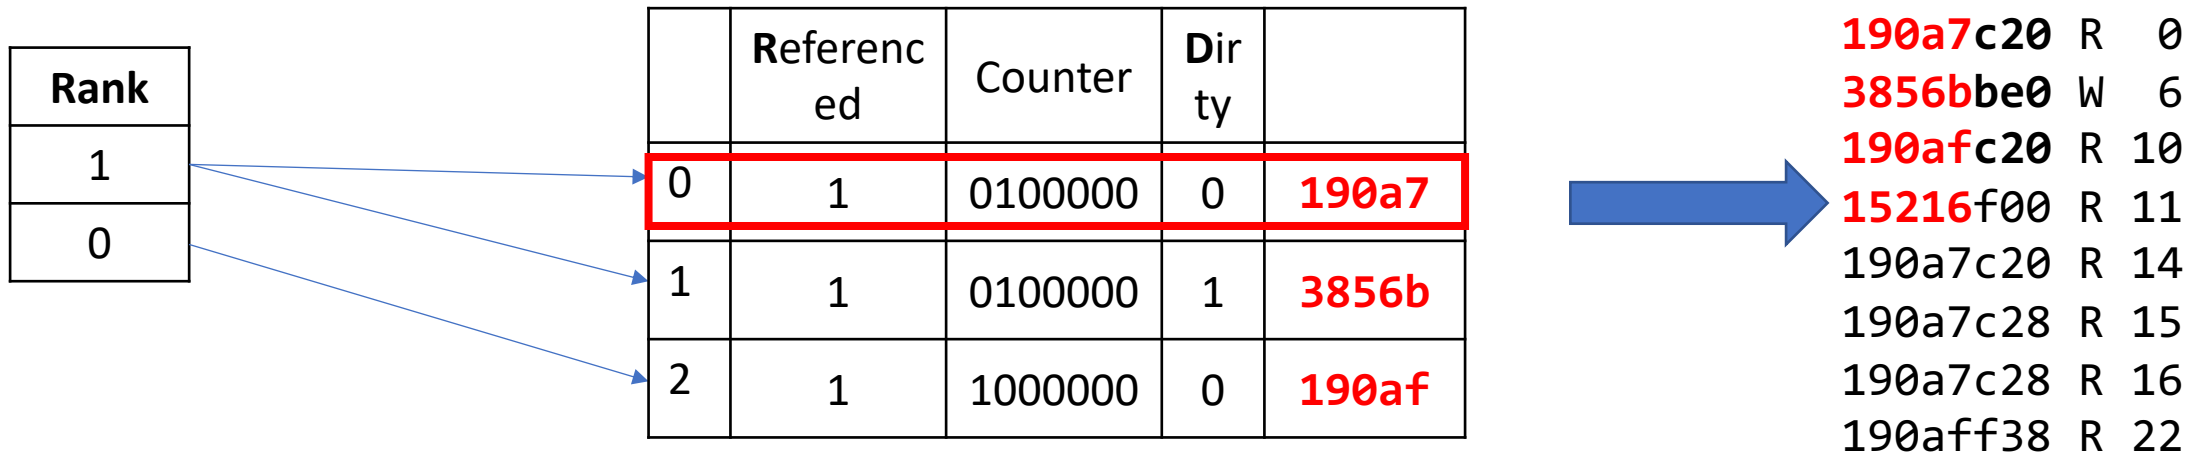 Rank
1
0
Referenc
ed
Counter
Dir
ty
0 1 0100000 0 190a7
1 1 0100000 1 3856b
2 1 1000000 0 190af
190a7c20 R 0
3856bbe0 W 6
190afc20 R 10
15216f00 R 11
190a7c20 R 14
190a7c28 R 15
190a7c28 R 16
190aff38 R 22